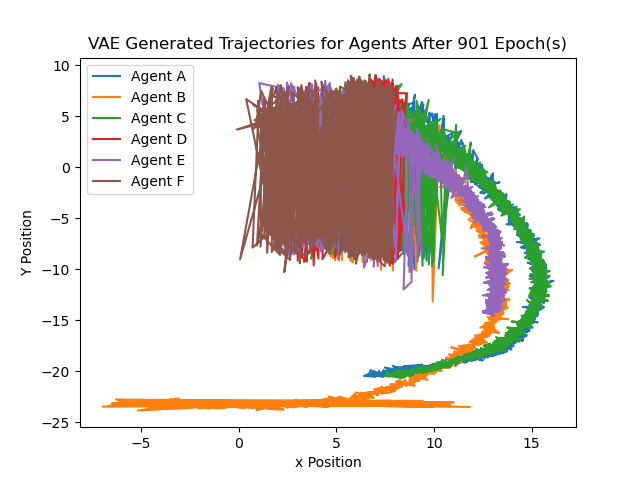 VAE Generated Trajectories for Agents After 901 Epoch(s)
Agent A
Agent B
Agent C
Agent D
Agent E
Agent F
10
5
0
−5
−10
−15
−20
−25
Y Position
−5
0
5
10
15
x Position